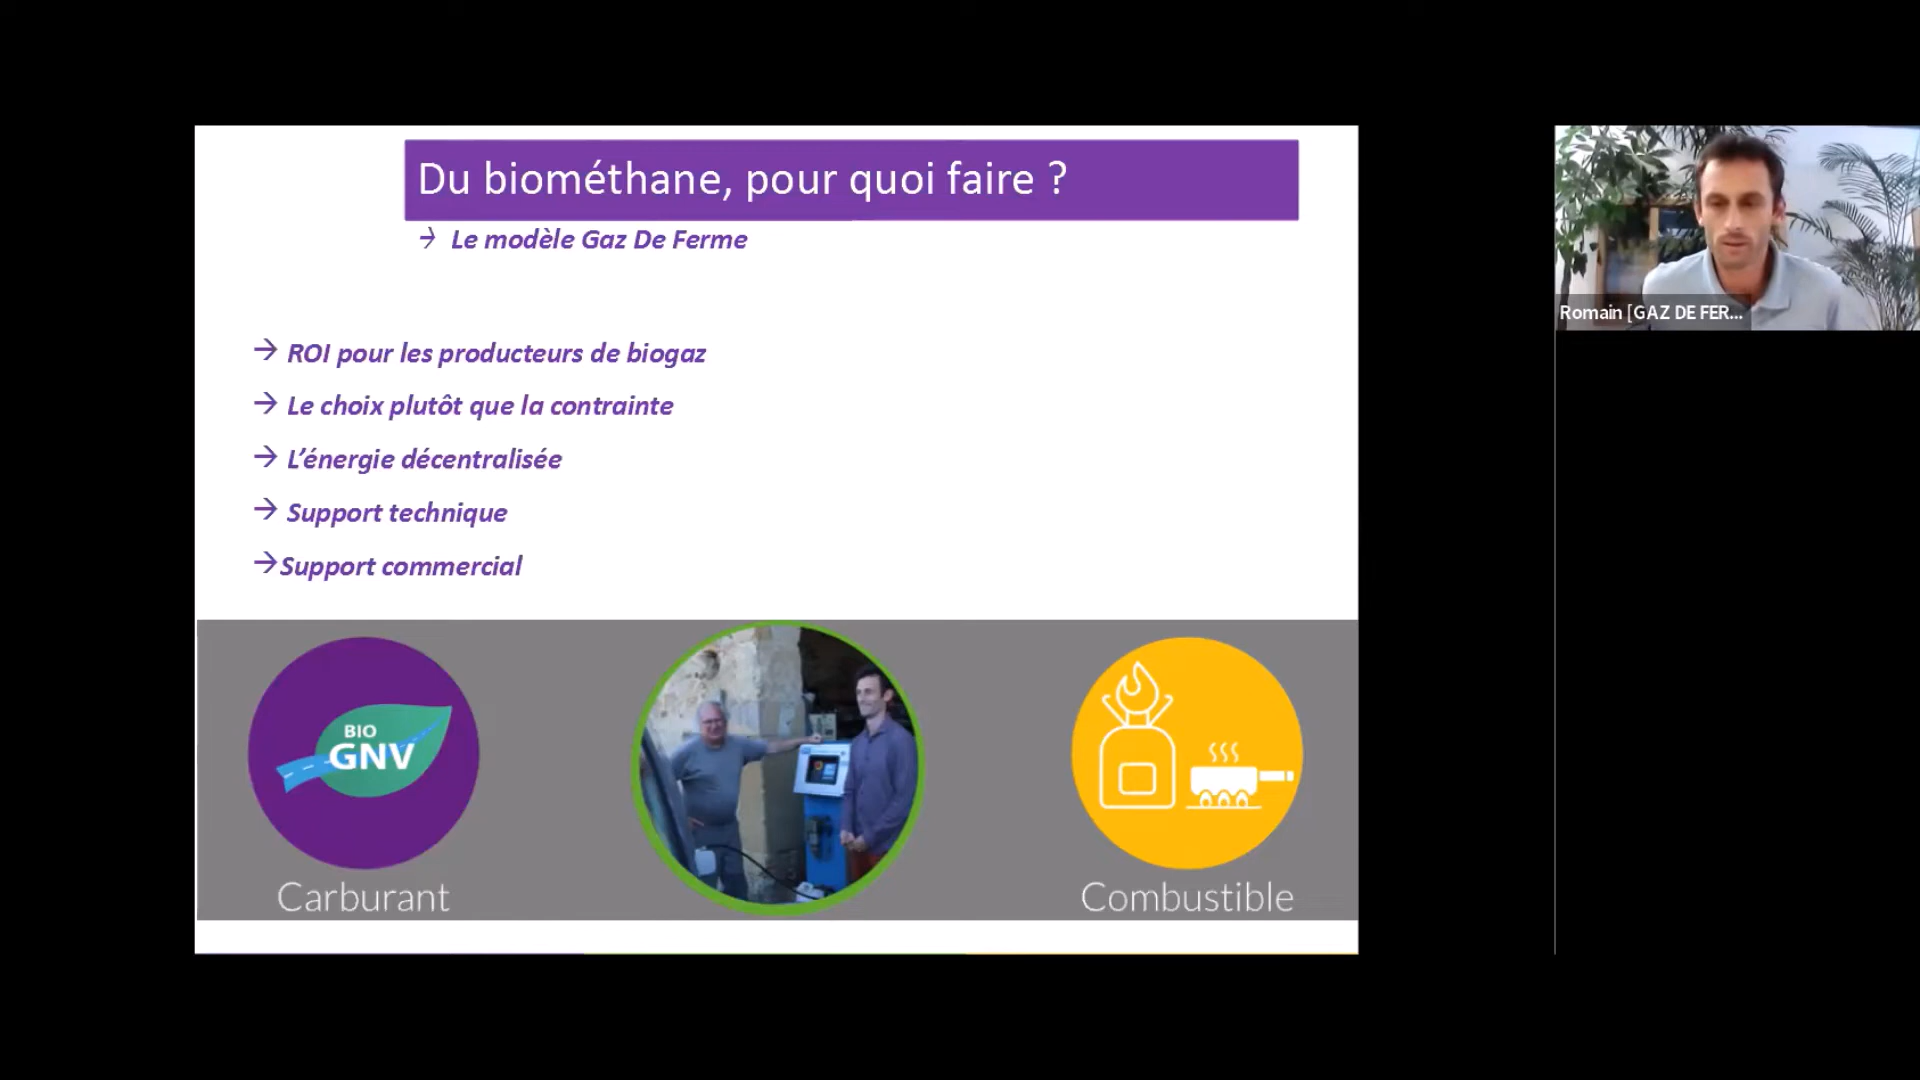 Du biométhane, pour quoi faire ?
→ Le modèle Gaz De Ferme
→ ROI pour les producteurs de biogaz
→ Le choix plutôt que la contrainte
→ L’énergie décentralisée
→ Support technique
→Support commercial
BIO
GNV
Carburant
Combustible
Romain [GAZ DE FER...